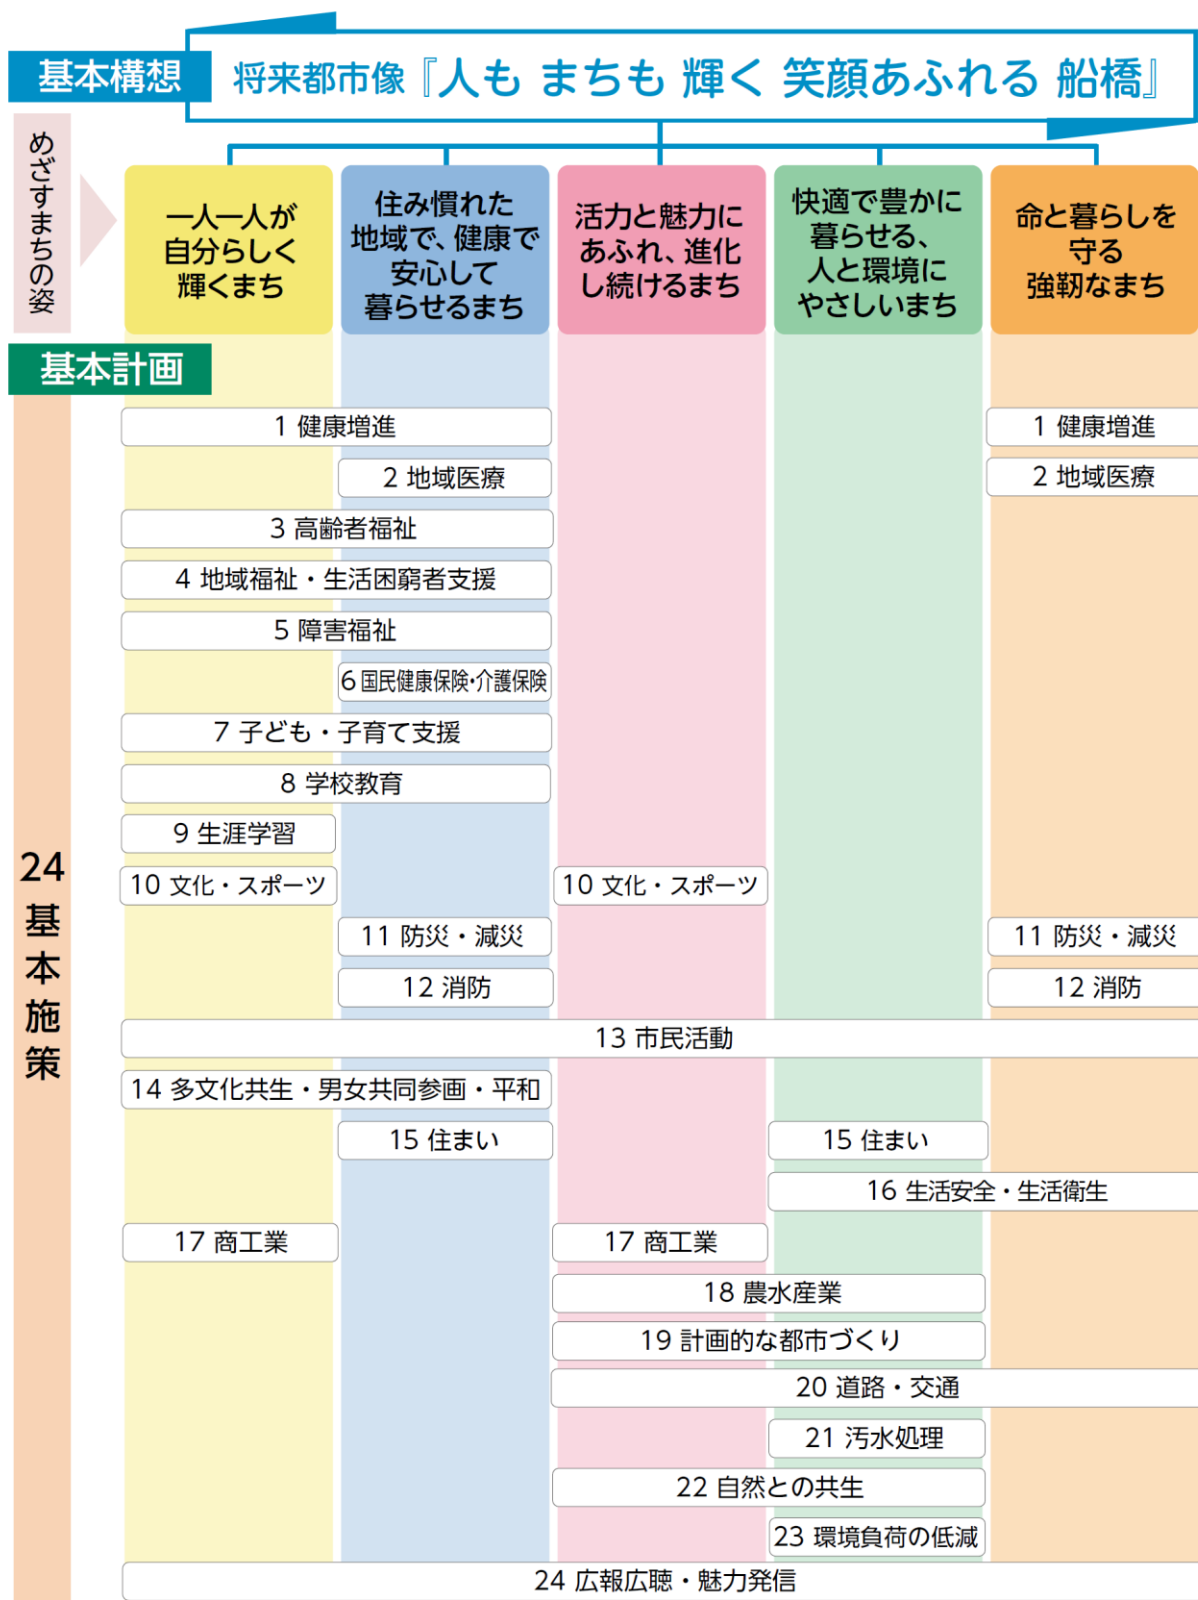 基本構想
将来都市像『人も まちも 輝く 笑顔あふれる 船橋』
めざすまちの姿
一人一人が
自分らしく
輝くまち
住み慣れた
地域で、健康で
安心して
暮らせるまち
活力と魅力に
あふれ、進化
し続けるまち
快適で豊かに
暮らせる、
人と環境に
やさしいまち
命と暮らしを
守る
強靭なまち
基本計画
24基本施策
1 健康増進
1 健康増進
2 地域医療
2 地域医療
3 高齢者福祉
4 地域福祉・生活困窮者支援
5 障害福祉
6 国民健康保険・介護保険
7 子ども・子育て支援
8 学校教育
9 生涯学習
10 文化・スポーツ
10 文化・スポーツ
11 防災・減災
11 防災・減災
12 消防
12 消防
13 市民活動
14 多文化共生・男女共同参画・平和
15 住まい
15 住まい
16 生活安全・生活衛生
17 商工業
17 商工業
18 農水産業
19 計画的な都市づくり
20 道路・交通
21 汚水処理
22 自然との共生
23 環境負荷の低減
24 広報広聴・魅力発信